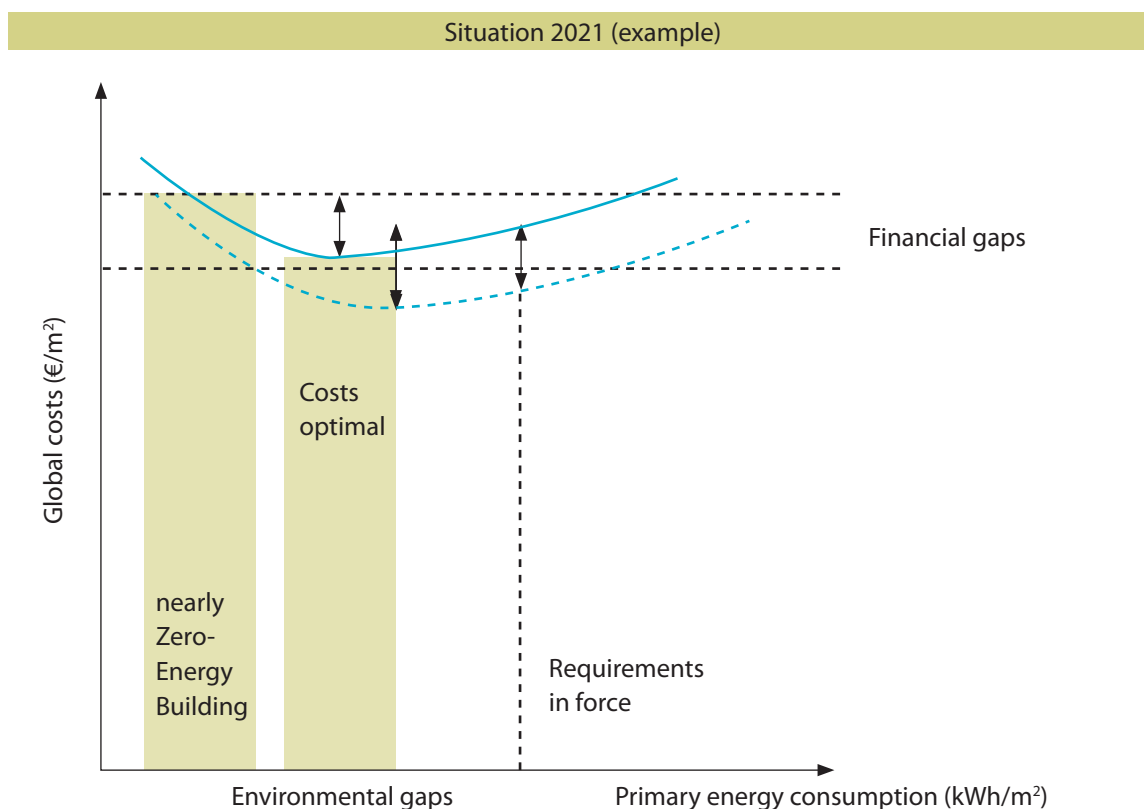 Situation 2021 (example)
Financial gaps
Global costs (€/m²)
Costs
optimal
nearly
Zero-
Energy
Building
Requirements
in force
Environmental gaps
Primary energy consumption (kWh/m²)